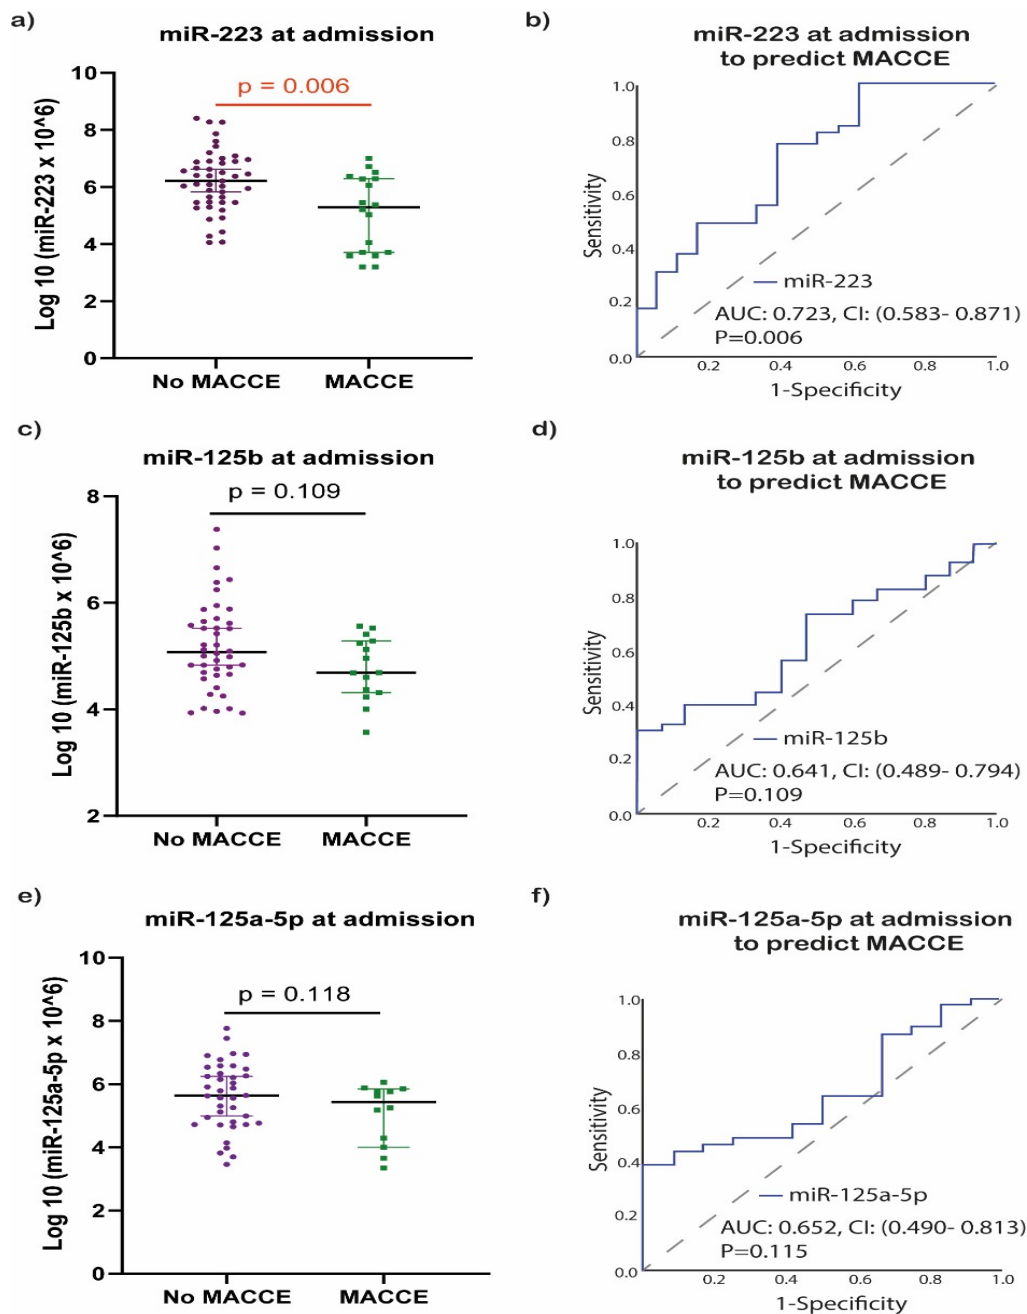 a)
miR-223 at admission
p = 0.006
Log 10 (miR-223 x 10^6)
10
8
6
4
2
0
No MACCE
MACCE
b)
miR-223 at admission
to predict MACCE
Sensitivity
1.0
0.8
0.6
0.4
0.2
0.0
miR-223
AUC: 0.723, CI: (0.583- 0.871)
P=0.006
0.2
0.4
0.6
0.8
1.0
1-Specificity
c)
miR-125b at admission
p = 0.109
Log 10 (miR-125b x 10^6)
8
6
4
2
No MACCE
MACCE
d)
miR-125b at admission
to predict MACCE
Sensitivity
1.0
0.8
0.6
0.4
0.2
0.0
miR-125b
AUC: 0.641, CI: (0.489- 0.794)
P=0.109
0.2
0.4
0.6
0.8
1.0
1-Specificity
e)
miR-125a-5p at admission
p = 0.118
Log 10 (miR-125a-5p x 10^6)
10
8
6
4
2
0
No MACCE
MACCE
f)
miR-125a-5p at admission
to predict MACCE
Sensitivity
1.0
0.8
0.6
0.4
0.2
0.0
miR-125a-5p
AUC: 0.652, CI: (0.490- 0.813)
P=0.115
0.2
0.4
0.6
0.8
1.0
1-Specificity